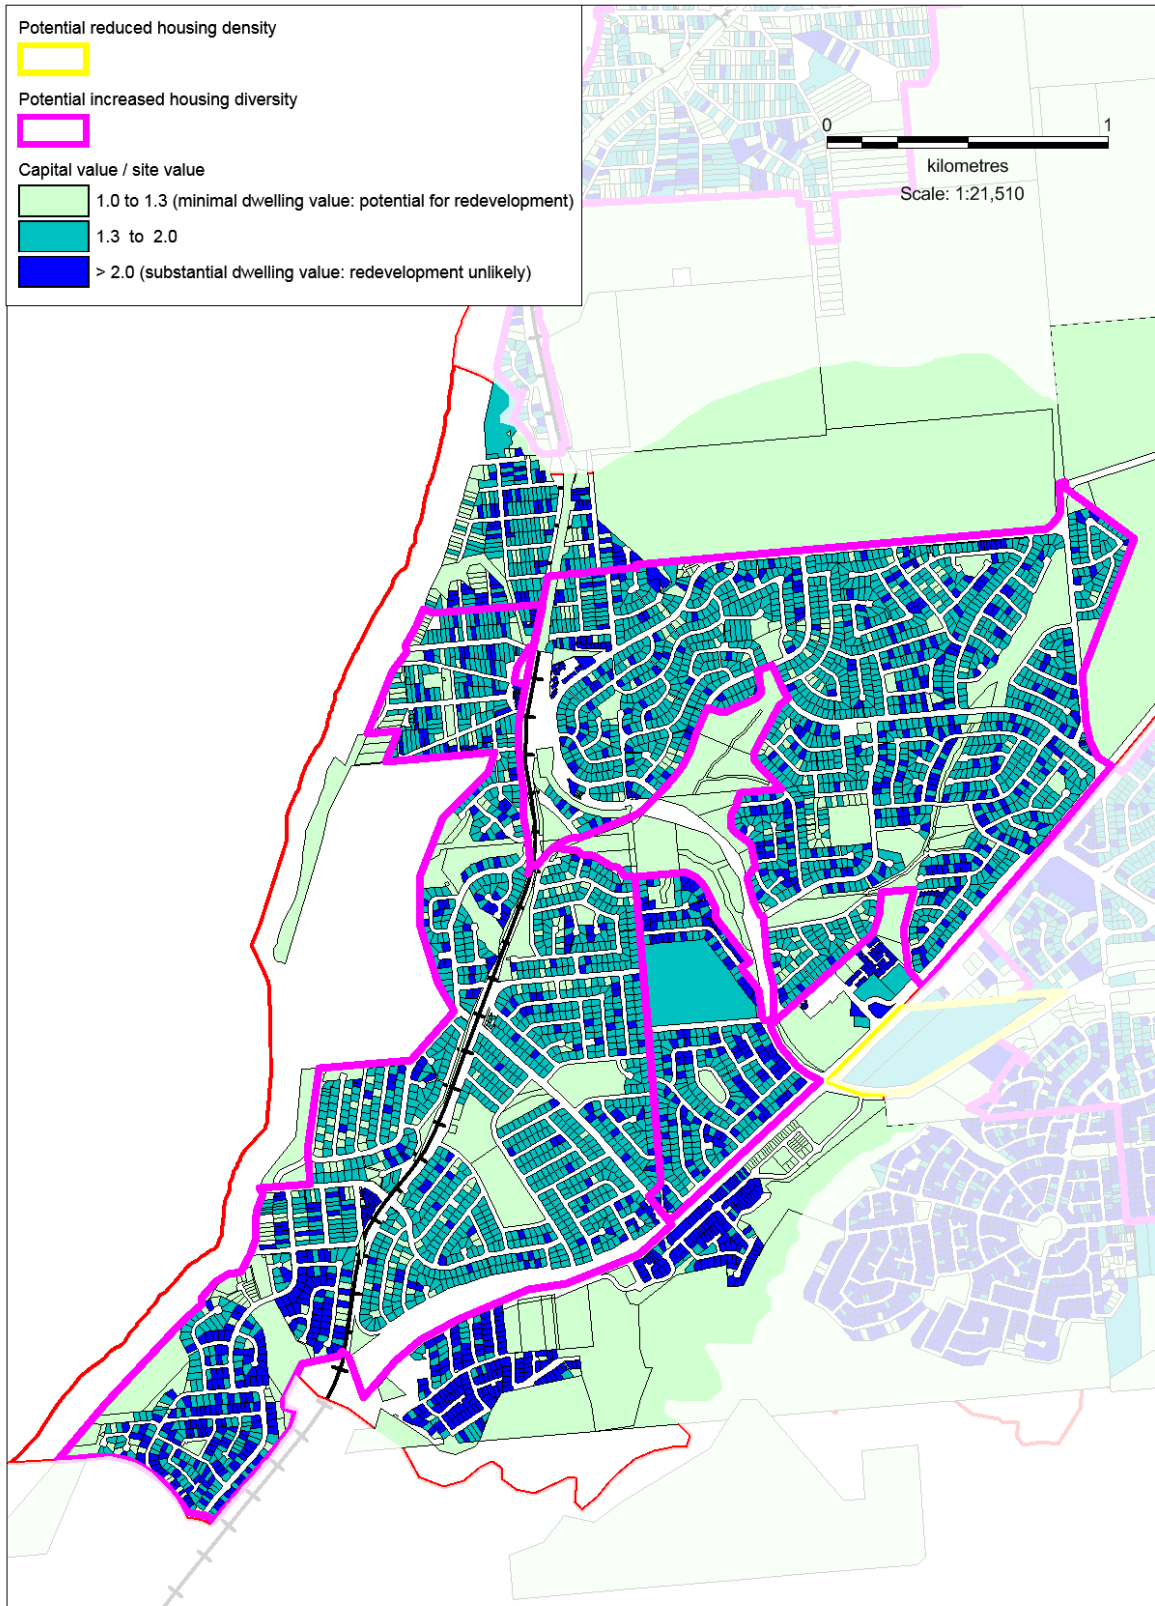 Potential reduced housing density
Potential increased housing diversity
Capital value / site value
1.0 to 1.3 (minimal dwelling value: potential for redevelopment)
1.3 to 2.0
> 2.0 (substantial dwelling value: redevelopment unlikely)
0 1
kilometres
Scale: 1:21,510